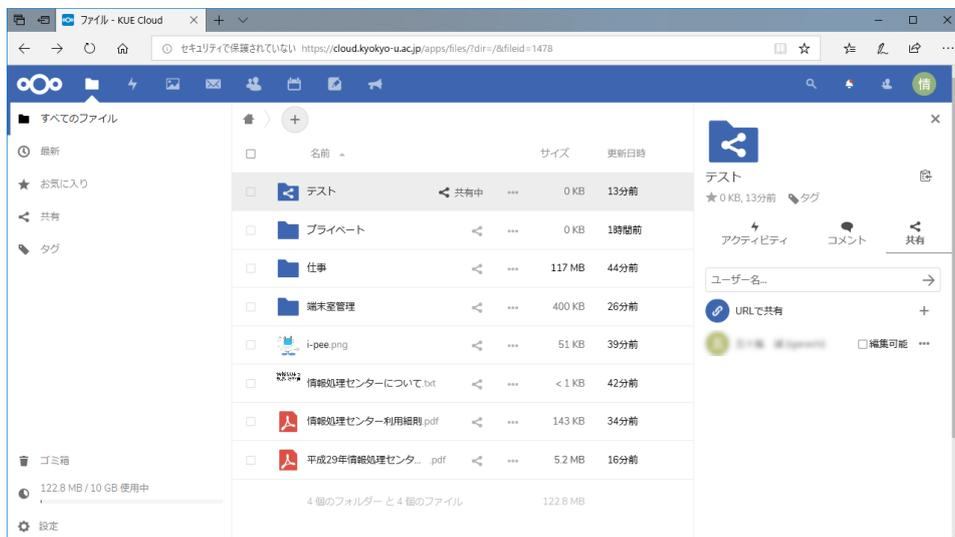 ファイル - KUE Cloud
セキュリティで保護されていない https://cloud.kyokyo-u.ac.jp/apps/files/?dir=/&fileid=1478
情
すべてのファイル
最新
お気に入り
共有
タグ
ゴミ箱
122.8 MB / 10 GB 使用中
設定
名前 サイズ 更新日時
テスト 共有中 0 KB 13分前
プライベート 0 KB 1時間前
仕事 117 MB 44分前
端末室管理 400 KB 26分前
i-pee.png 51 KB 39分前
情報処理センターについて.txt < 1 KB 42分前
情報処理センター利用細則.pdf 143 KB 34分前
平成29年情報処理センタ... .pdf 5.2 MB 16分前
4 個のフォルダー と 4 個のファイル 122.8 MB
テスト
0 KB, 13分前 タグ
アクティビティ コメント 共有
ユーザー名...
URLで共有
編集可能